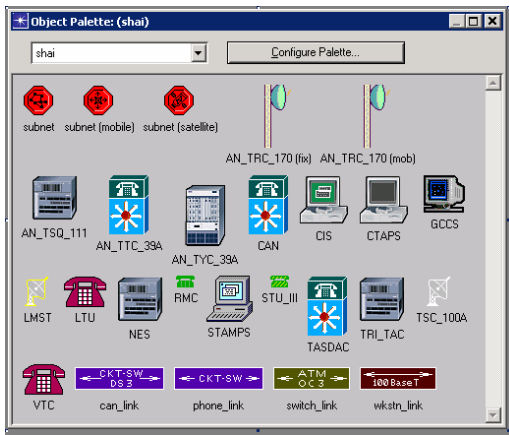 Object Palette: (shai)
shai
Configure Palette...
subnet subnet (mobile) subnet (satellite)
AN_TRC_170 (fix) AN_TRC_170 (mob)
AN_TSQ_111 AN_TTC_39A AN_TYC_39A CAN CIS CTAPS GCCS
LMST LTU NES RMC STAMPS STU_III TASDAC TRI_TAC TSC_100A
CKT-SW DS3 CKT-SW ATM OC3 100BaseT
VTC can_link phone_link switch_link wkstn_link